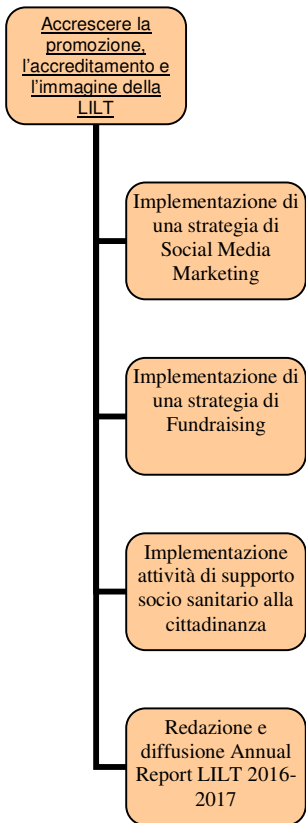 Accrescere la
promozione,
l'accreditamento e
l'immagine della
LILT
Implementazione di
una strategia di
Social Media
Marketing
Implementazione di
una strategia di
Fundraising
Implementazione
attività di supporto
socio sanitario alla
cittadinanza
Redazione e
diffusione Annual
Report LILT 2016-
2017